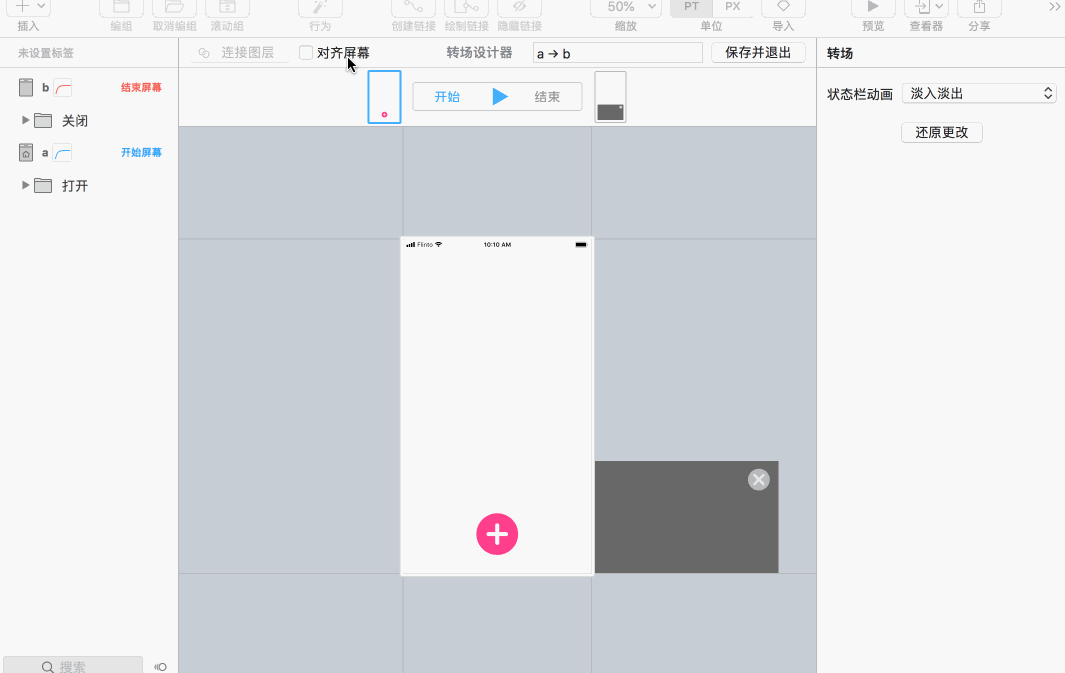 50% PT PX
插入 编组 取消编组 滚动组 行为 创建链接 绘制链接 隐藏链接 缩放 单位 导入 预览 查看器 分享
未设置标签 连接图层 对齐屏幕 转场设计器 a → b 保存并退出 转场
b 结束屏幕
开始 结束
状态栏动画 淡入淡出
关闭
还原更改
a 开始屏幕
打开
Flinto 10:10 AM
搜索